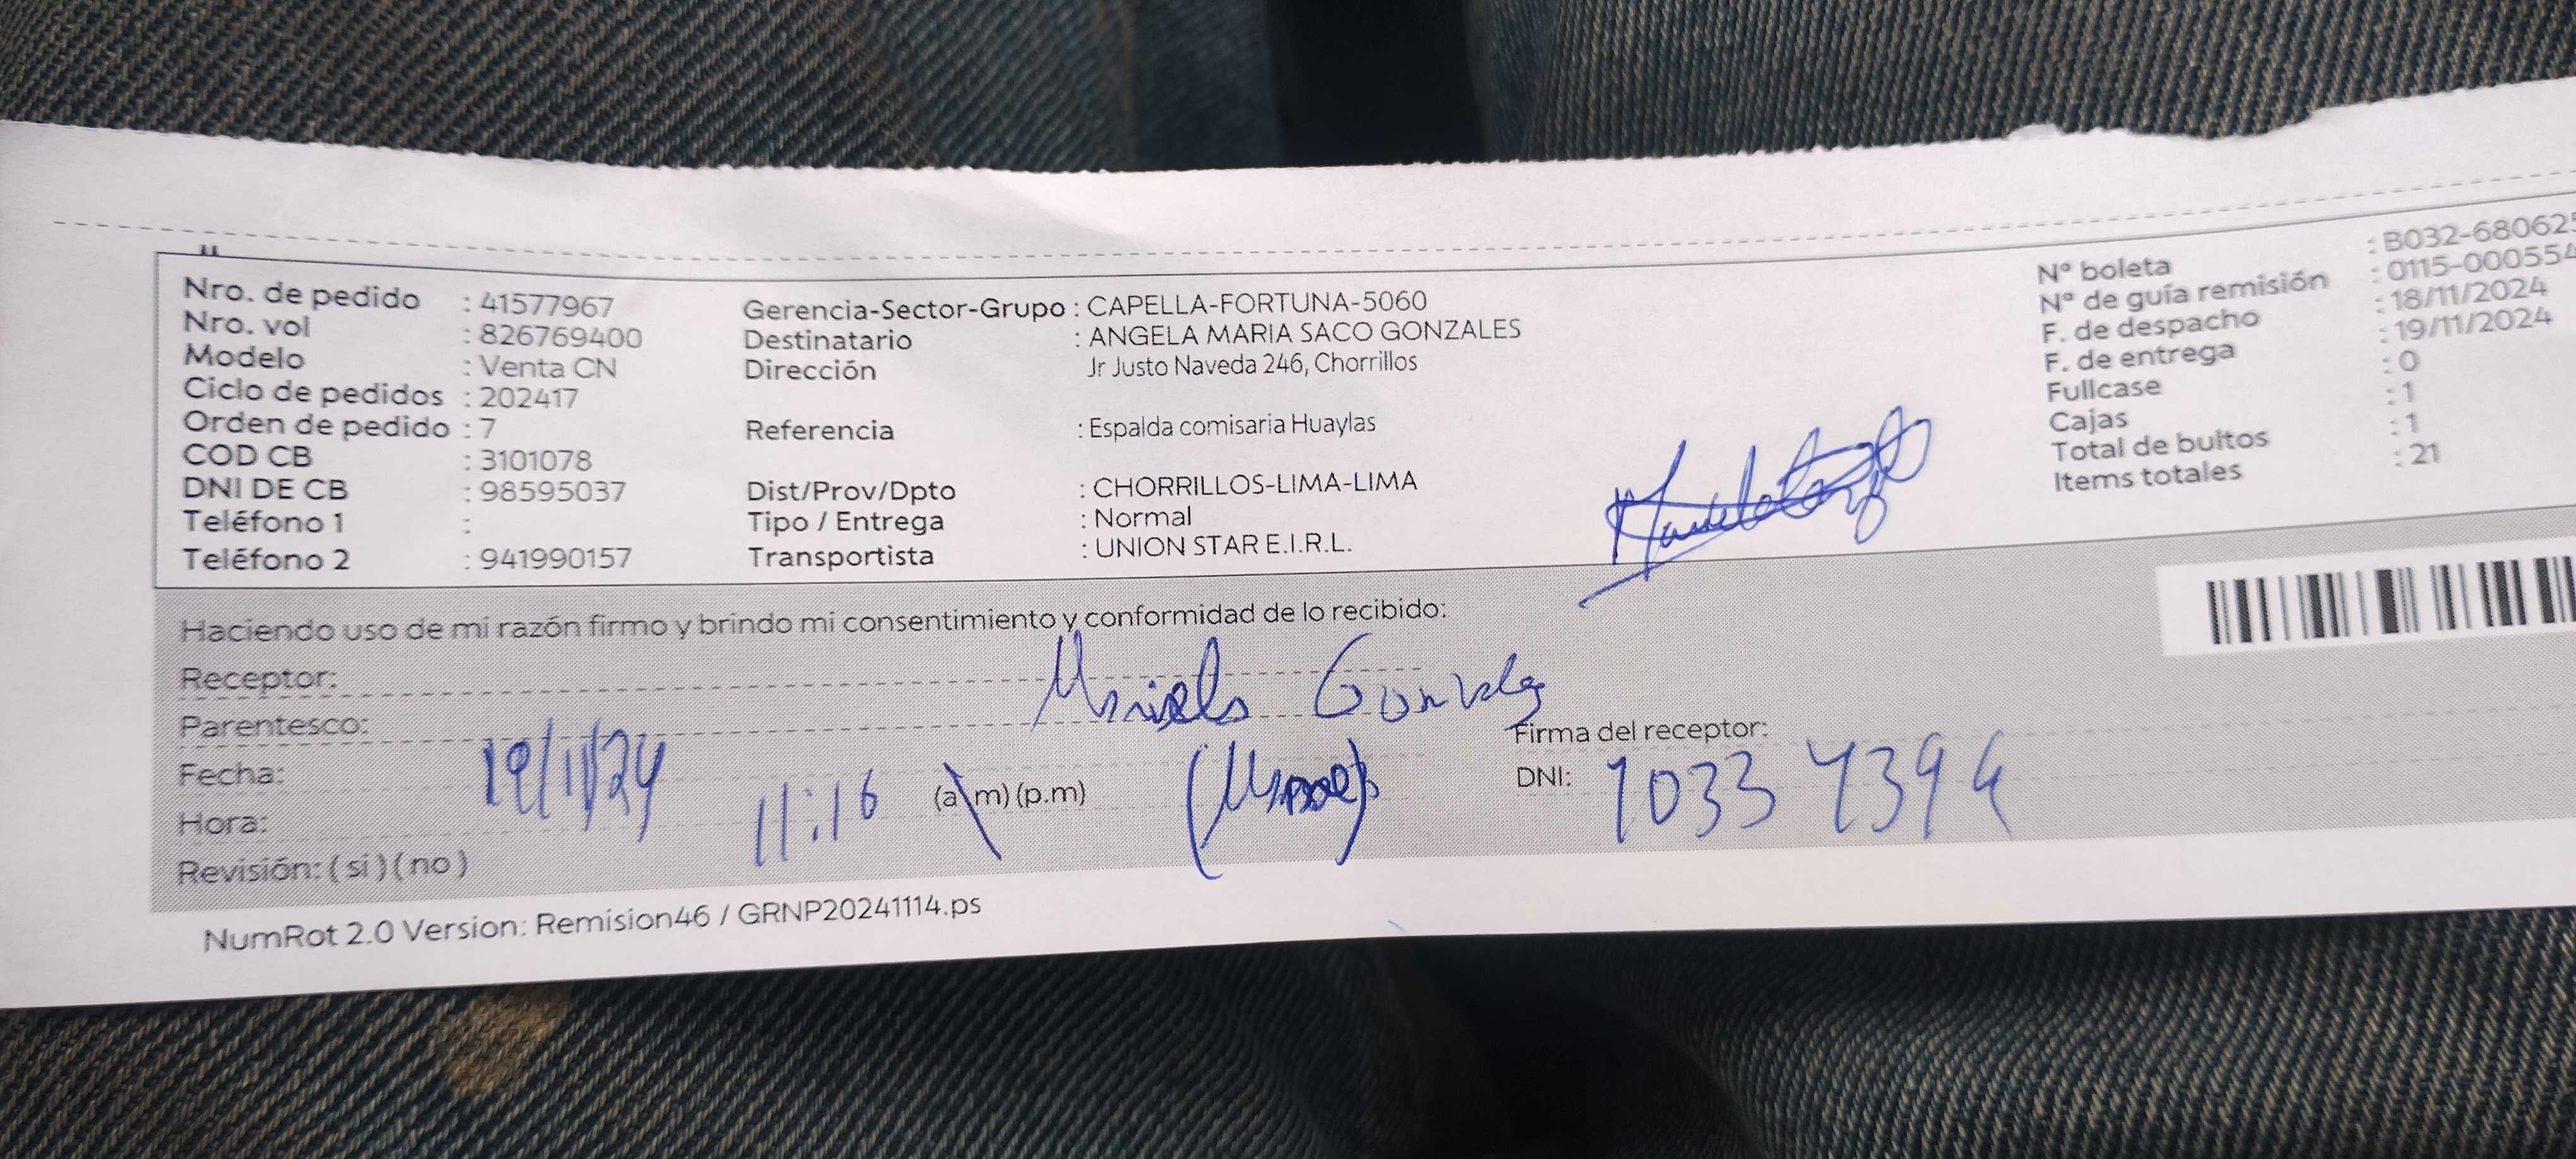 Nro. de pedido : 41577967
Nro. vol : 826769400
Modelo : Venta CN
Ciclo de pedidos : 202417
Orden de pedido : 7
COD CB : 3101078
DNI DE CB : 98595037
Teléfono 1 :
Teléfono 2 : 941990157
Gerencia-Sector-Grupo : CAPELLA-FORTUNA-5060
Destinatario : ANGELA MARIA SACO GONZALES
Dirección Jr Justo Naveda 246, Chorrillos
Referencia : Espalda comisaria Huaylas
Dist/Prov/Dpto : CHORRILLOS-LIMA-LIMA
Tipo / Entrega : Normal
Transportista : UNION STAR E.I.R.L.
N° boleta : B032-68062
N° de guía remisión : 0115-000554
F. de despacho : 18/11/2024
F. de entrega : 19/11/2024
Fullcase : 0
Cajas : 1
Total de bultos : 1
Items totales : 21
Haciendo uso de mi razón firmo y brindo mi consentimiento y conformidad de lo recibido:
Receptor:
Parentesco:
Firma del receptor:
Fecha: 19/11/24
DNI:
Hora: 11:16 (a.m) (p.m)
Revisión: ( si ) ( no )
NumRot 2.0 Version: Remision46 / GRNP20241114.ps